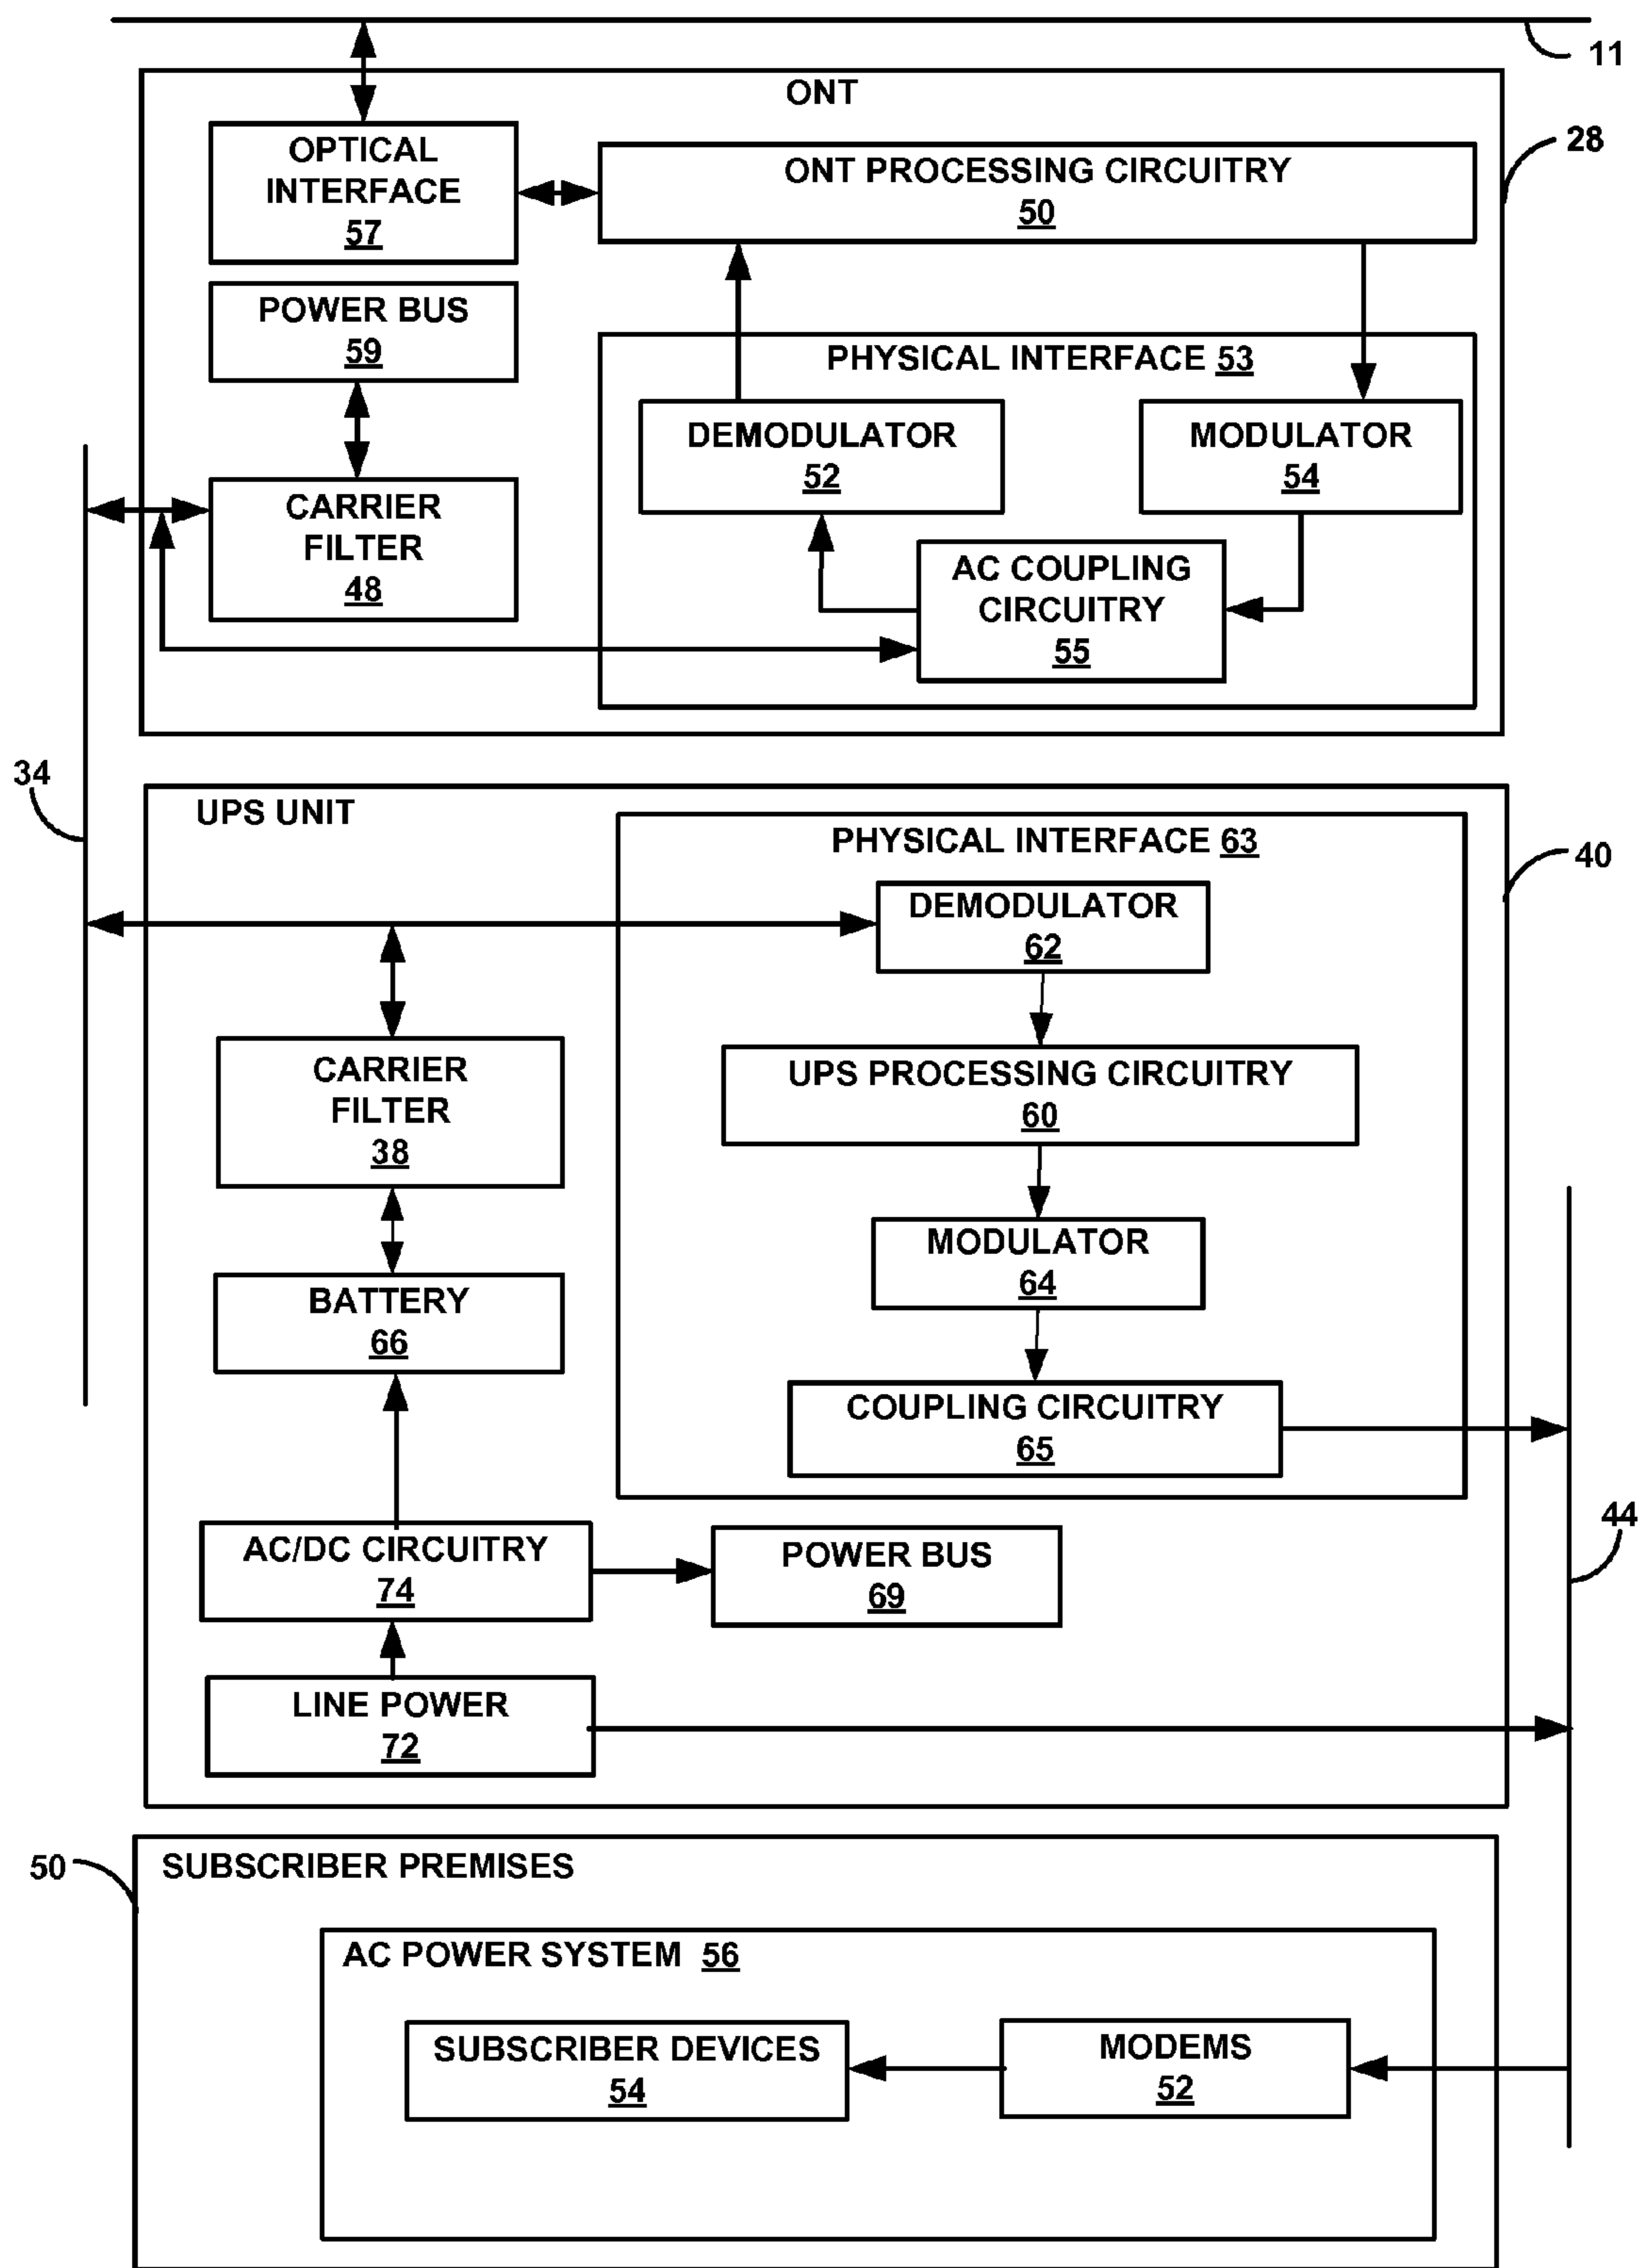 11
ONT
28
OPTICAL
INTERFACE
57
ONT PROCESSING CIRCUITRY
50
POWER BUS
59
PHYSICAL INTERFACE 53
DEMODULATOR
52
MODULATOR
54
CARRIER
FILTER
48
AC COUPLING
CIRCUITRY
55
34
UPS UNIT
40
PHYSICAL INTERFACE 63
DEMODULATOR
62
CARRIER
FILTER
38
UPS PROCESSING CIRCUITRY
60
MODULATOR
64
BATTERY
66
COUPLING CIRCUITRY
65
44
AC/DC CIRCUITRY
74
POWER BUS
69
LINE POWER
72
50
SUBSCRIBER PREMISES
AC POWER SYSTEM 56
SUBSCRIBER DEVICES
54
MODEMS
52